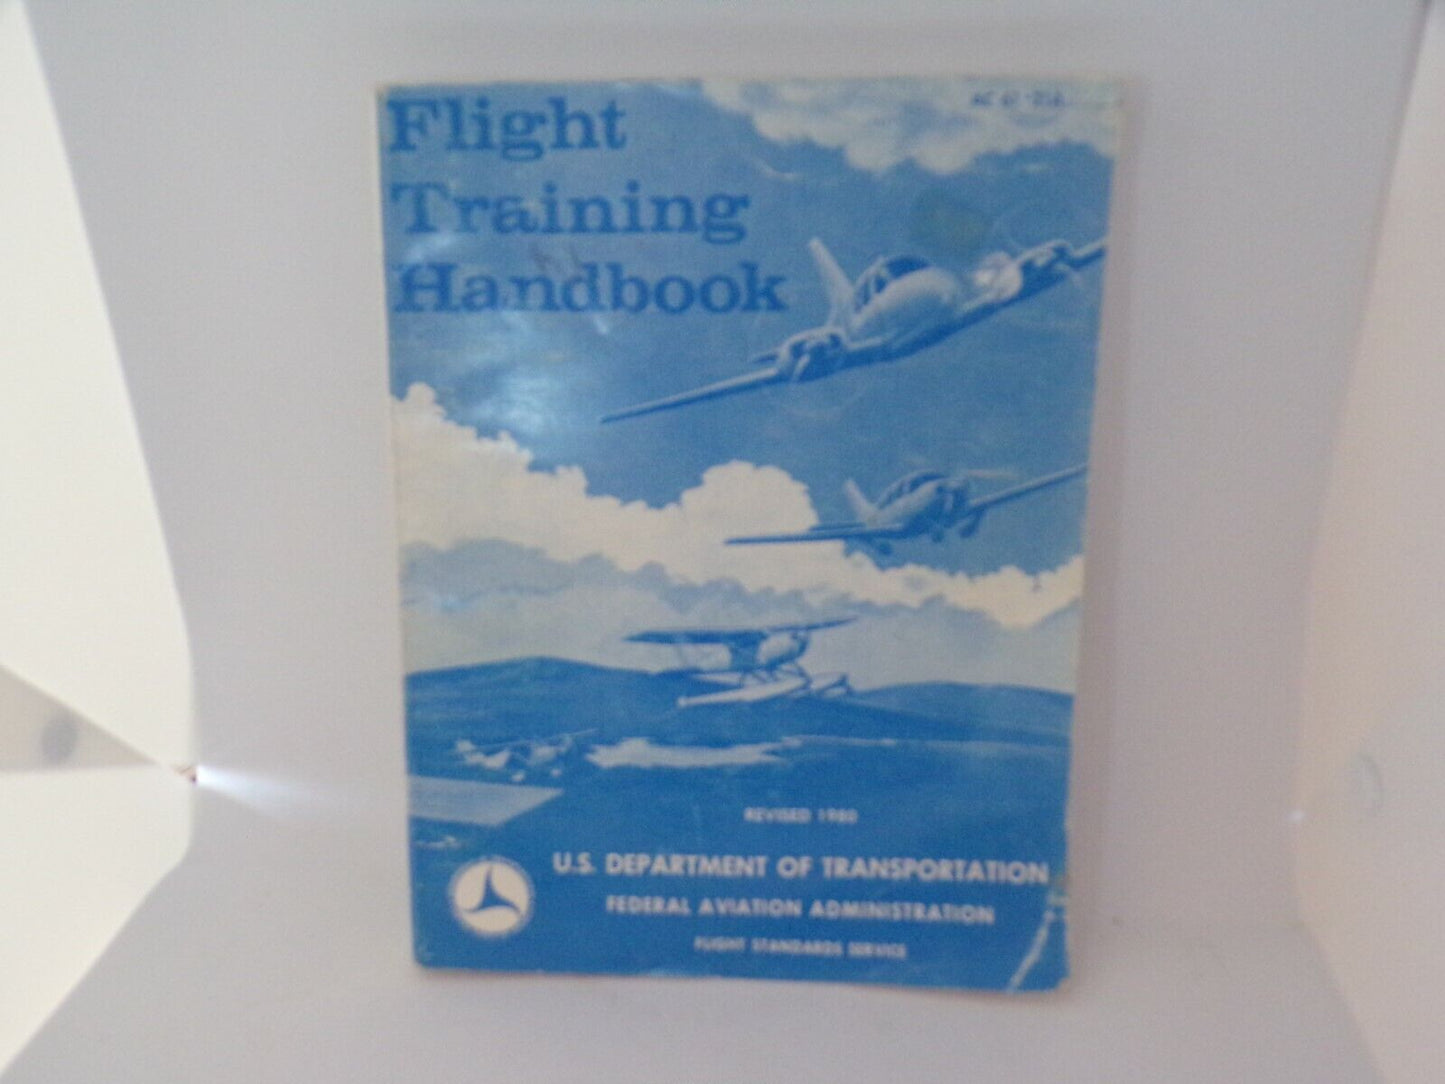 Flight
Training
Handbook
REVISED 1980
U.S. DEPARTMENT OF TRANSPORTATION
FEDERAL AVIATION ADMINISTRATION
FLIGHT STANDARDS SERVICE